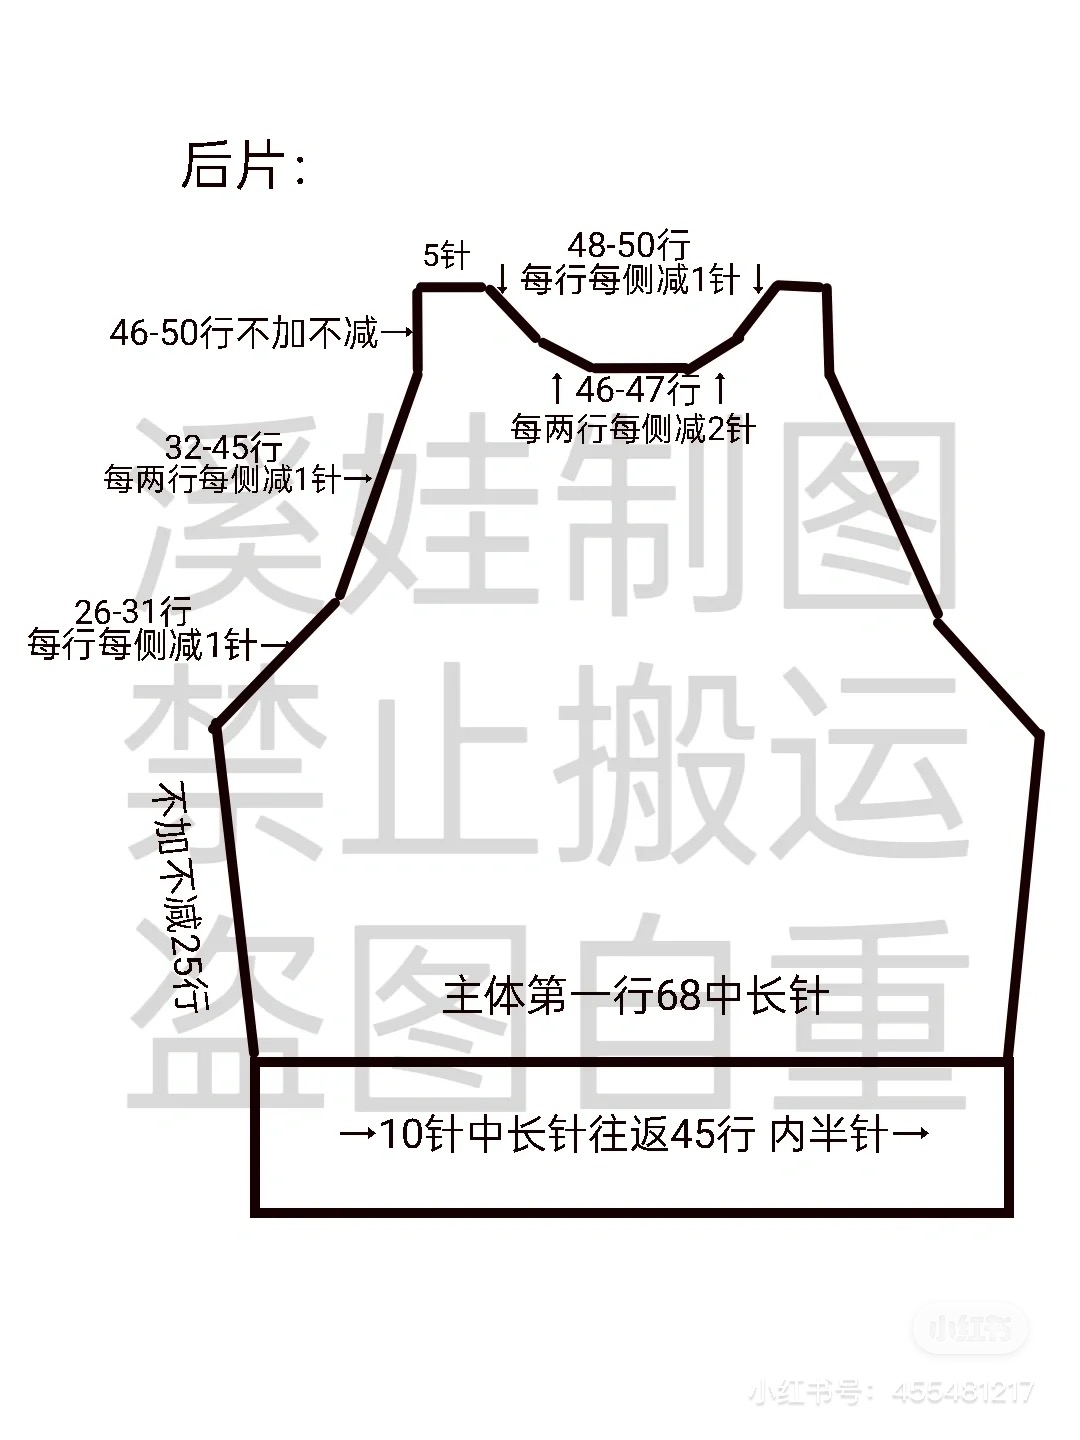 后片：
5针
48-50行
↓每行每侧减1针↓
46-50行不加不减→
↑46-47行↑
每两行每侧减2针
32-45行
每两行每侧减1针→
26-31行
每行每侧减1针→
不加不减25行
主体第一行68中长针
→10针中长针往返45行 内半针→
溪娃制图
禁止搬运
盗图自重
小红书
小红书号：455481217